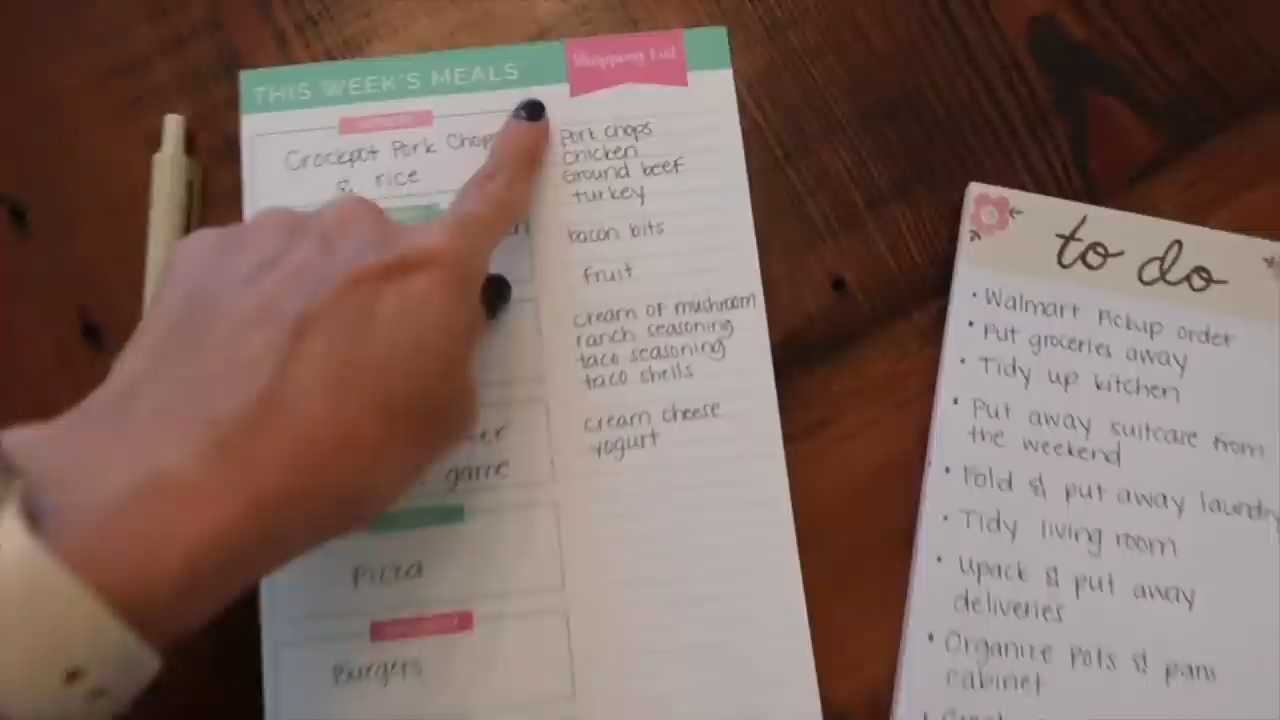 THIS WEEK'S MEALS
Shopping List
Crockpot Pork Chops
& rice
game
Pizza
Burgers
Pork chops
chicken
Ground beef
turkey
bacon bits
fruit
cream of mushroom
ranch seasoning
taco seasoning
taco shells
cream cheese
yogurt
to do
• Walmart Pickup order
• Put groceries away
• Tidy up kitchen
• Put away suitcase from
the weekend
• Fold & put away laundry
• Tidy living room
• Upack & put away
deliveries
• Organize Pots & pans
cabinet